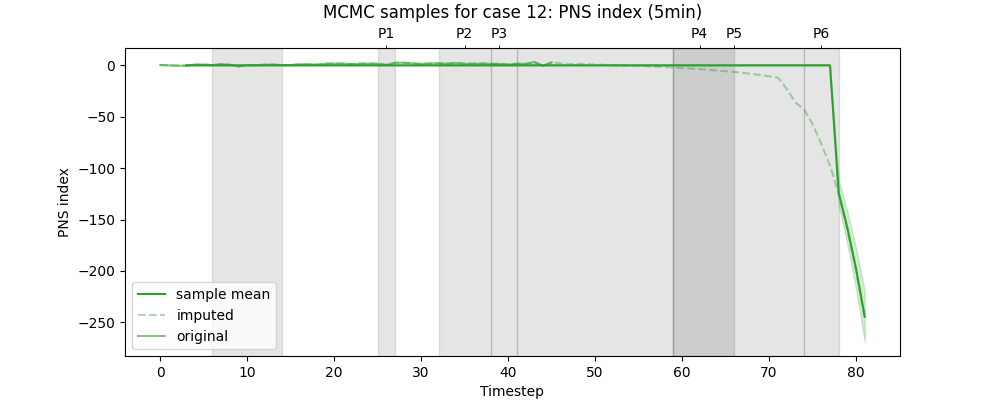 MCMC samples for case 12: PNS index (5min)
P1 P2 P3 P4 P5 P6
0
−50
−100
−150
−200
−250
PNS index
sample mean
imputed
original
0 10 20 30 40 50 60 70 80
Timestep